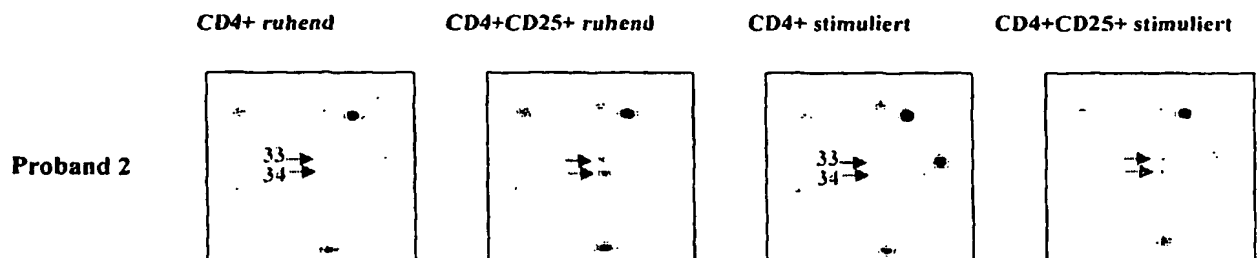 CD4+ ruhend CD4+CD25+ ruhend CD4+ stimuliert CD4+CD25+ stimuliert
Proband 2
33 33
34 34